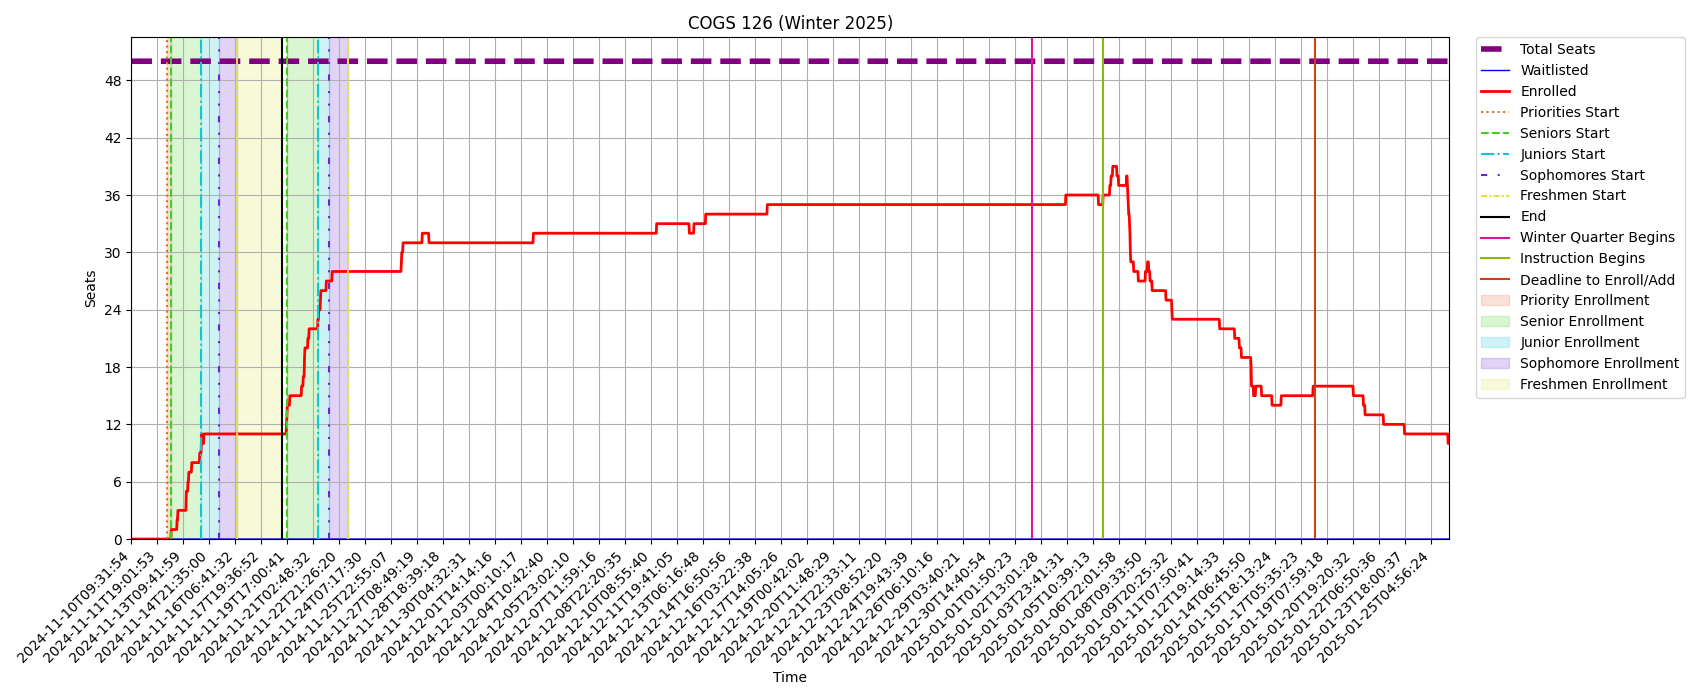 COGS 126 (Winter 2025)
Seats
48
42
36
30
24
18
12
6
0
2024-11-10T09:31:54
2024-11-11T19:01:53
2024-11-13T09:41:59
2024-11-14T21:35:00
2024-11-16T06:41:32
2024-11-17T19:36:52
2024-11-19T17:00:41
2024-11-21T02:48:32
2024-11-22T21:26:20
2024-11-24T07:17:30
2024-11-25T22:55:07
2024-11-27T08:49:19
2024-11-28T18:39:18
2024-11-30T04:32:31
2024-12-01T14:14:16
2024-12-03T00:10:17
2024-12-04T10:42:40
2024-12-05T23:02:10
2024-12-07T11:59:16
2024-12-08T22:20:35
2024-12-10T08:55:40
2024-12-11T19:41:05
2024-12-13T06:16:48
2024-12-14T16:50:56
2024-12-16T03:22:38
2024-12-17T14:05:26
2024-12-19T00:42:02
2024-12-20T11:48:29
2024-12-21T22:33:11
2024-12-23T08:52:20
2024-12-24T19:43:39
2024-12-26T06:10:16
2024-12-29T03:40:21
2024-12-30T14:40:54
2025-01-01T01:50:23
2025-01-02T13:01:28
2025-01-03T23:41:31
2025-01-05T10:39:13
2025-01-06T22:01:58
2025-01-08T09:33:50
2025-01-09T20:25:32
2025-01-11T07:50:41
2025-01-12T19:14:33
2025-01-14T06:45:50
2025-01-15T18:13:24
2025-01-17T05:35:23
2025-01-19T07:59:18
2025-01-20T19:20:32
2025-01-22T06:50:36
2025-01-23T18:00:37
2025-01-25T04:56:24
Time
Total Seats
Waitlisted
Enrolled
Priorities Start
Seniors Start
Juniors Start
Sophomores Start
Freshmen Start
End
Winter Quarter Begins
Instruction Begins
Deadline to Enroll/Add
Priority Enrollment
Senior Enrollment
Junior Enrollment
Sophomore Enrollment
Freshmen Enrollment